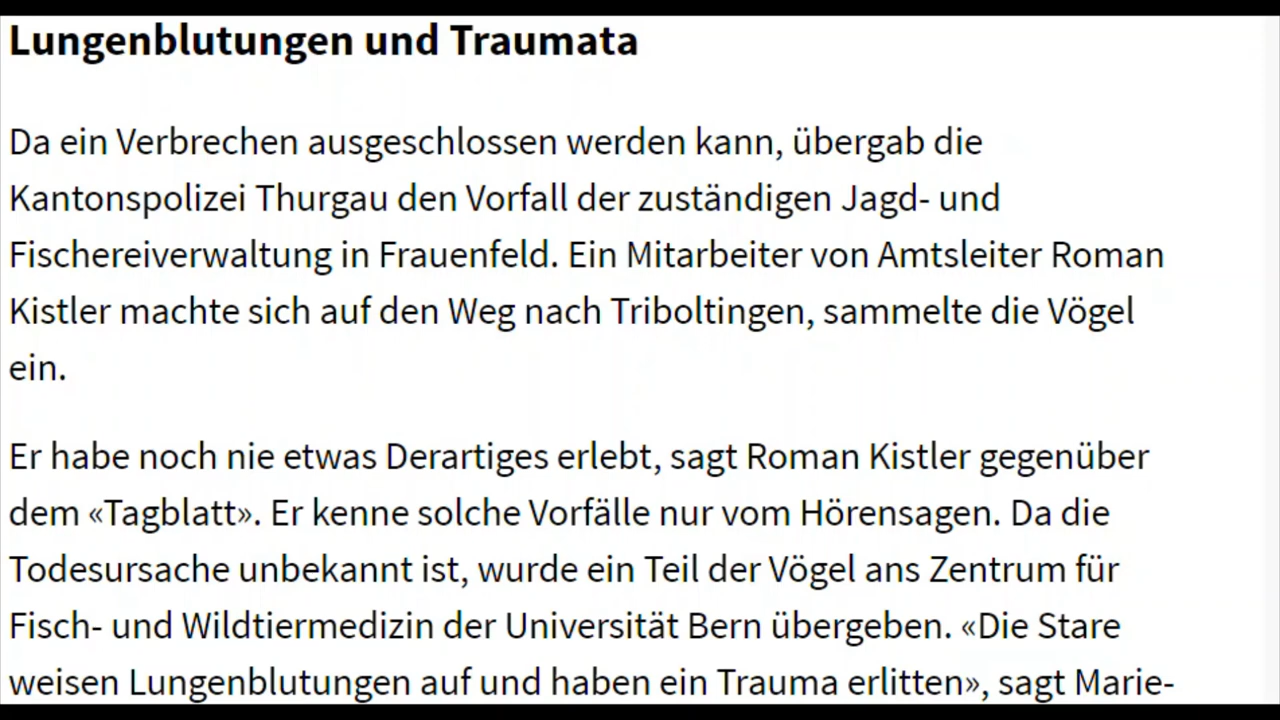 Lungenblutungen und Traumata
Da ein Verbrechen ausgeschlossen werden kann, übergab die
Kantonspolizei Thurgau den Vorfall der zuständigen Jagd- und
Fischereiverwaltung in Frauenfeld. Ein Mitarbeiter von Amtsleiter Roman
Kistler machte sich auf den Weg nach Triboltingen, sammelte die Vögel
ein.
Er habe noch nie etwas Derartiges erlebt, sagt Roman Kistler gegenüber
dem «Tagblatt». Er kenne solche Vorfälle nur vom Hörensagen. Da die
Todesursache unbekannt ist, wurde ein Teil der Vögel ans Zentrum für
Fisch- und Wildtiermedizin der Universität Bern übergeben. «Die Stare
weisen Lungenblutungen auf und haben ein Trauma erlitten», sagt Marie-